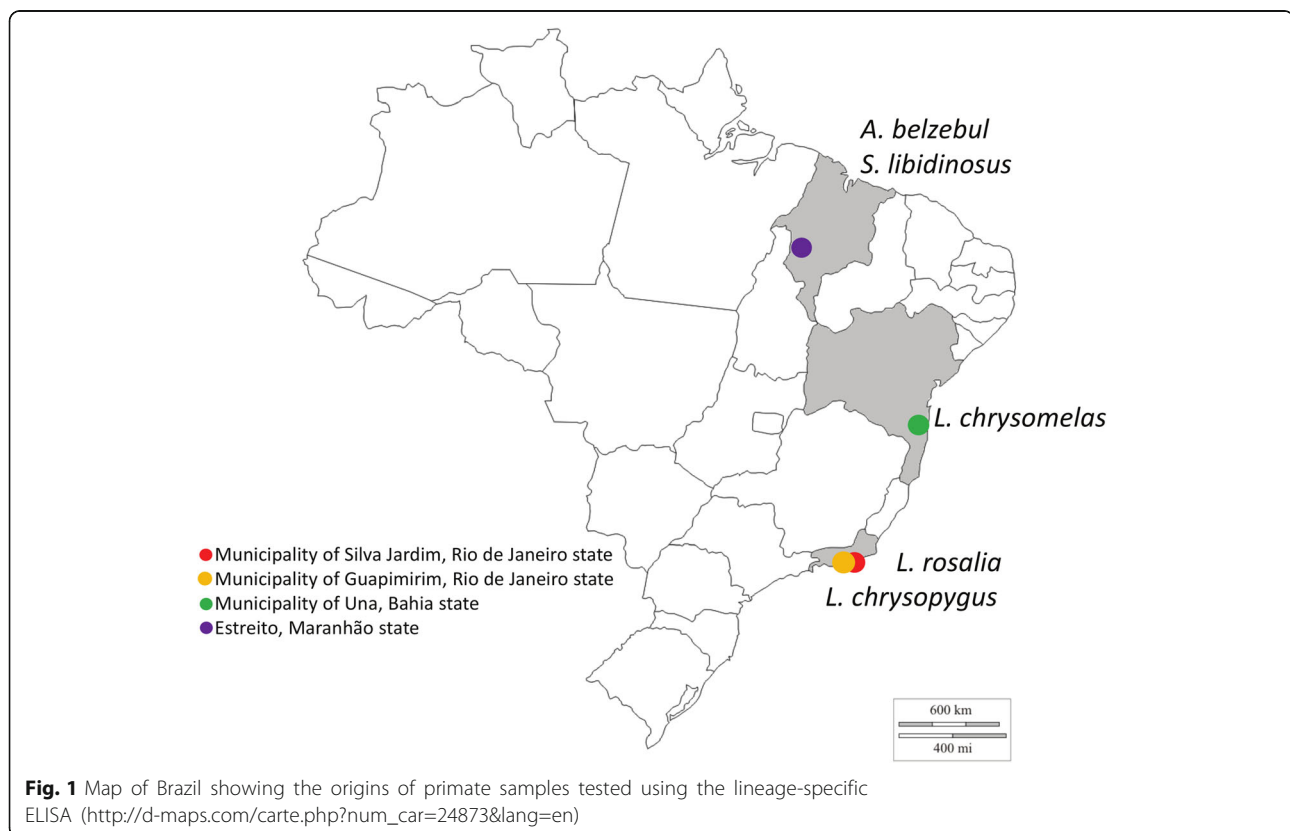 A. belzebul
S. libidinosus
L. chrysomelas
L. rosalia
L. chrysopygus
Municipality of Silva Jardim, Rio de Janeiro state
Municipality of Guapimirim, Rio de Janeiro state
Municipality of Una, Bahia state
Estreito, Maranhão state
600 km
400 mi
Fig. 1 Map of Brazil showing the origins of primate samples tested using the lineage-specific
ELISA (http://d-maps.com/carte.php?num_car=24873&lang=en)